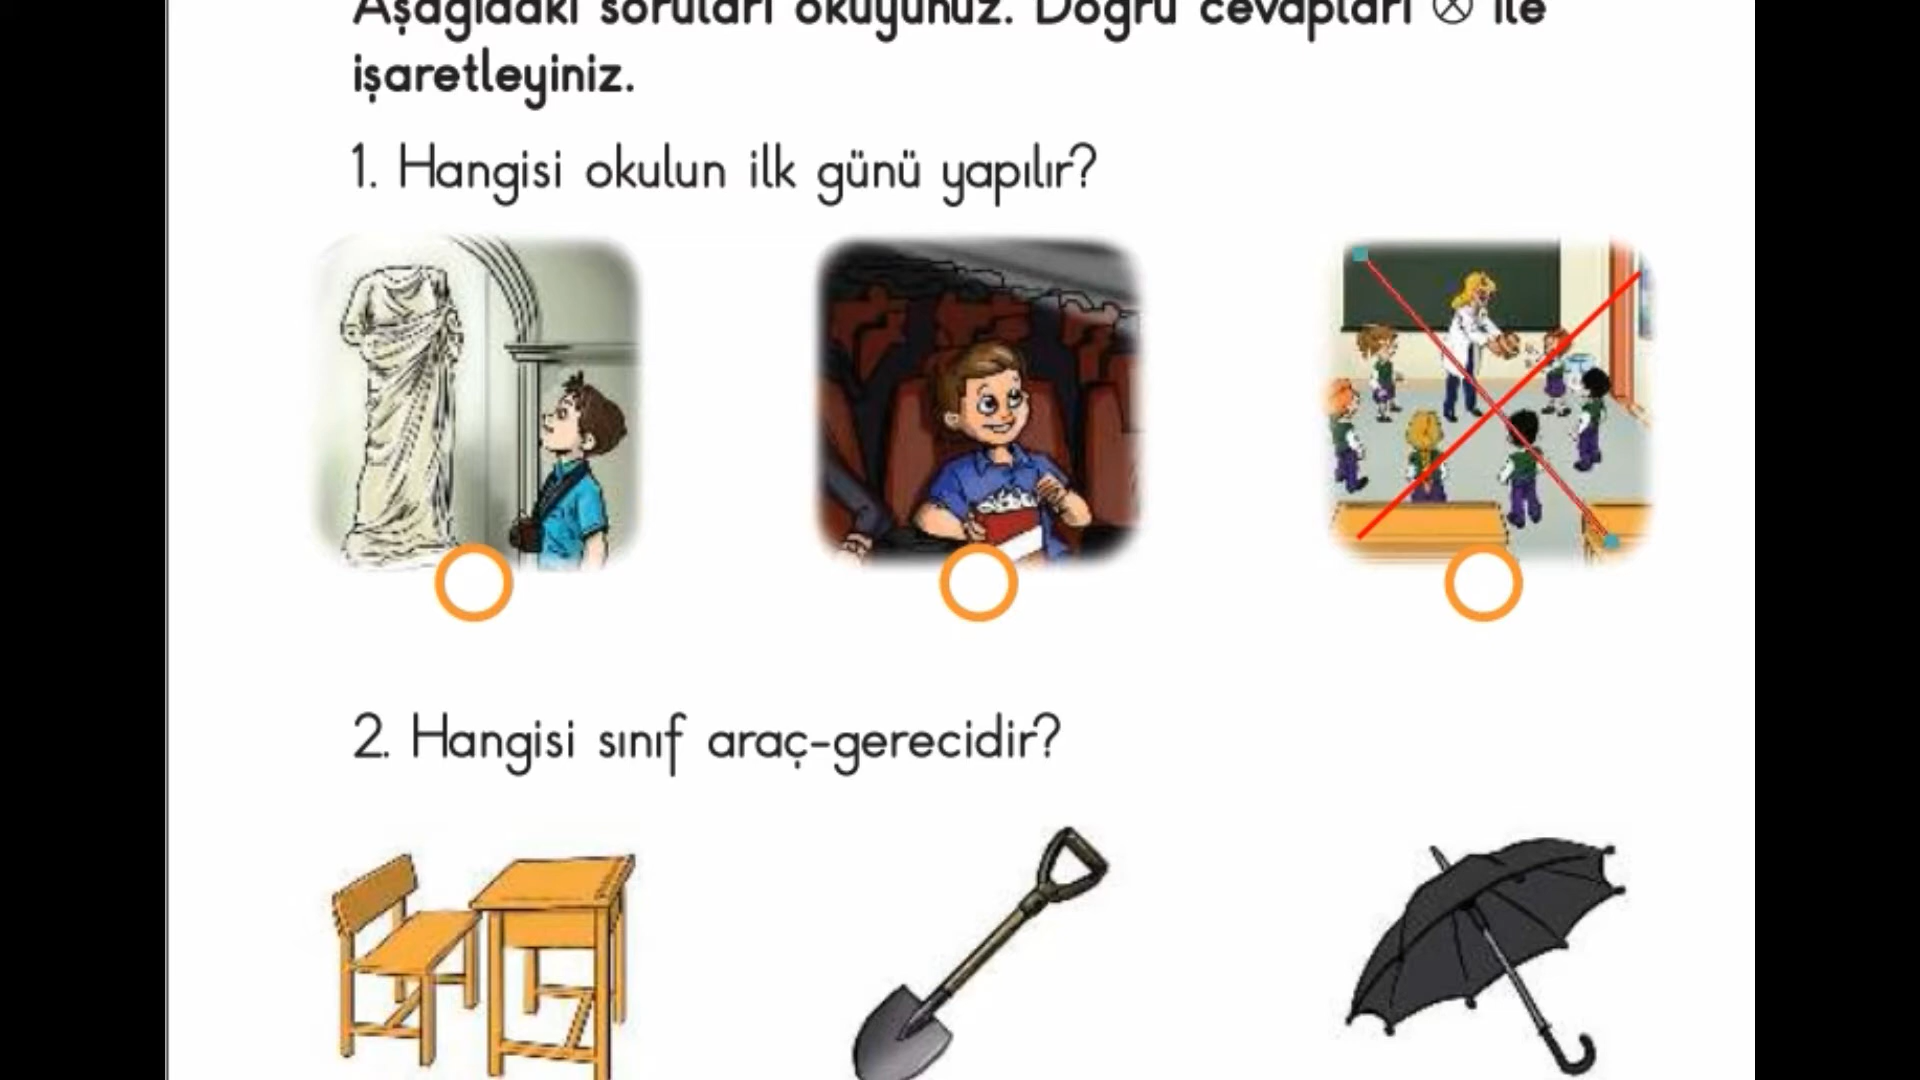 Aşağıdaki soruları okuyunuz. Doğru cevapları ⊗ ile
işaretleyiniz.
1. Hangisi okulun ilk günü yapılır?
2. Hangisi sınıf araç-gerecidir?